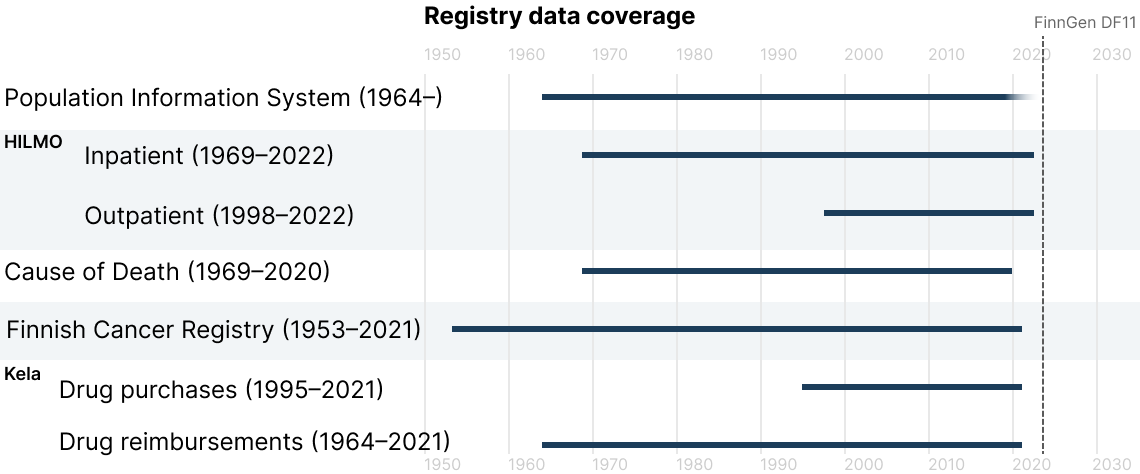 Registry data coverage
FinnGen DF11
1950 1960 1970 1980 1990 2000 2010 2020 2030
Population Information System (1964–)
HILMO
Inpatient (1969–2022)
Outpatient (1998–2022)
Cause of Death (1969–2020)
Finnish Cancer Registry (1953–2021)
Kela
Drug purchases (1995–2021)
Drug reimbursements (1964–2021)
1950 1960 1970 1980 1990 2000 2010 2020 2030